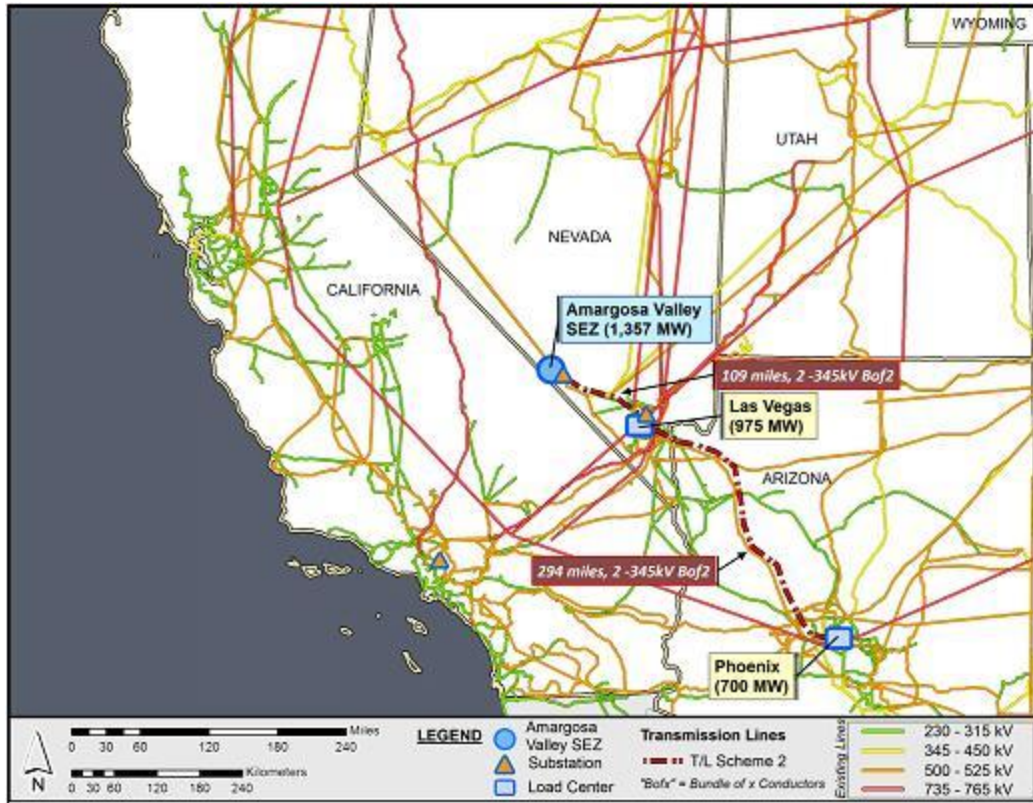 WYOMING
UTAH
NEVADA
CALIFORNIA
Amargosa Valley
SEZ (1,357 MW)
109 miles, 2 -345kV Bof2
Las Vegas
(975 MW)
ARIZONA
294 miles, 2 -345kV Bof2
Phoenix
(700 MW)
Miles
0 30 60 120 180 240
Kilometers
0 30 60 120 180 240
N
LEGEND
Amargosa
Valley SEZ
Substation
Load Center
Transmission Lines
T/L Scheme 2
"Bofx" = Bundle of x Conductors
Existing Lines
230 - 315 kV
345 - 450 kV
500 - 525 kV
735 - 765 kV